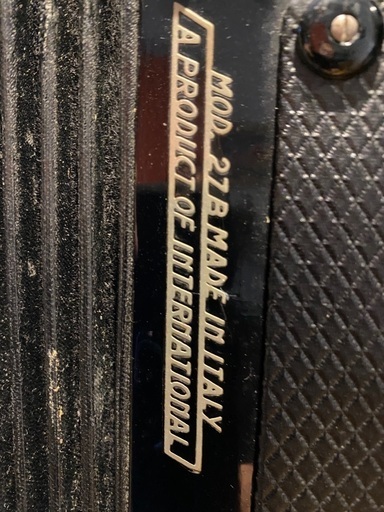 MOD. 27B MADE IN ITALY
A PRODUCT OF INTERNATIONAL